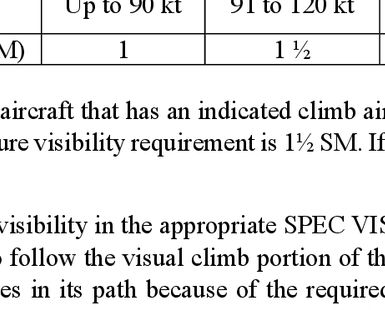 Up to 90 kt 91 to 120 kt
M) 1 1 ½
aircraft that has an indicated climb air
ure visibility requirement is 1½ SM. If
visibility in the appropriate SPEC VIS
follow the visual climb portion of th
es in its path because of the required